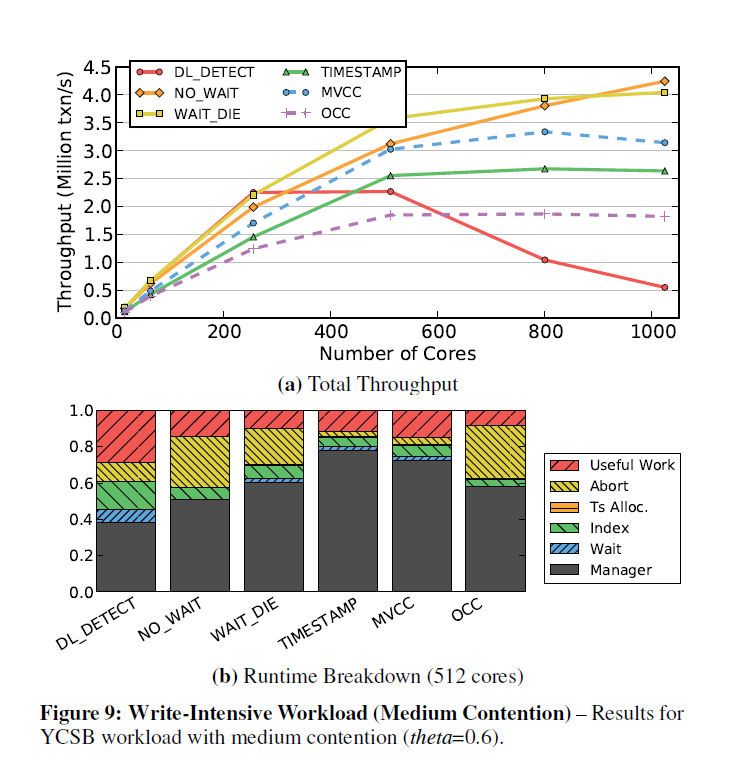 Throughput (Million txn/s)
4.5
4.0
3.5
3.0
2.5
2.0
1.5
1.0
0.5
0.0
DL_DETECT
NO_WAIT
WAIT_DIE
TIMESTAMP
MVCC
OCC
0 200 400 600 800 1000
Number of Cores
(a) Total Throughput
1.0
0.8
0.6
0.4
0.2
0.0
DL_DETECT
NO_WAIT
WAIT_DIE
TIMESTAMP
MVCC
OCC
Useful Work
Abort
Ts Alloc.
Index
Wait
Manager
(b) Runtime Breakdown (512 cores)
Figure 9: Write-Intensive Workload (Medium Contention) – Results for
YCSB workload with medium contention (theta=0.6).